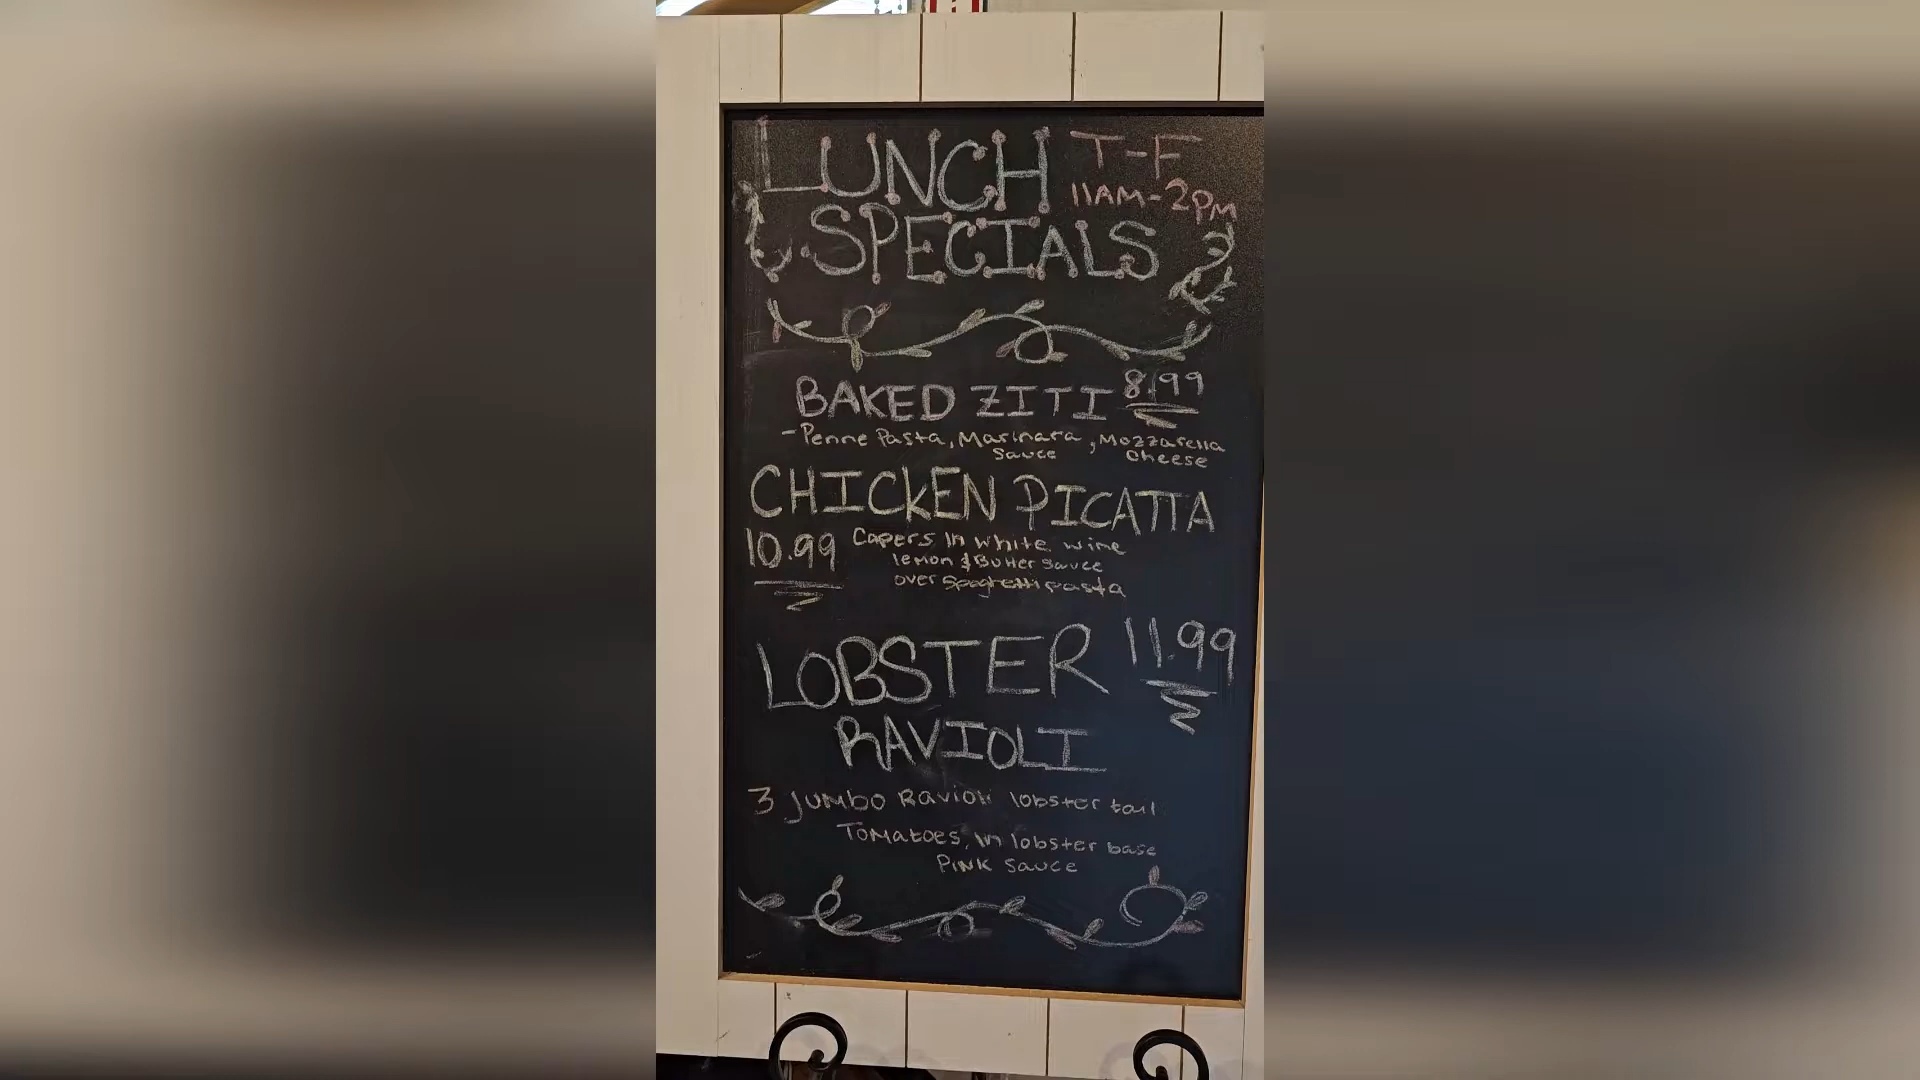 LUNCH T-F
11AM-2PM
SPECIALS
BAKED ZITI 8.99
-Penne Pasta, Marinara, Mozzarella
Sauce Cheese
CHICKEN PICATTA
10.99 Capers In white wine
lemon & Butter sauce
over Spaghetti pasta
LOBSTER 11.99
RAVIOLI
3 Jumbo Ravioli lobster tail
Tomatoes, In lobster base
Pink Sauce